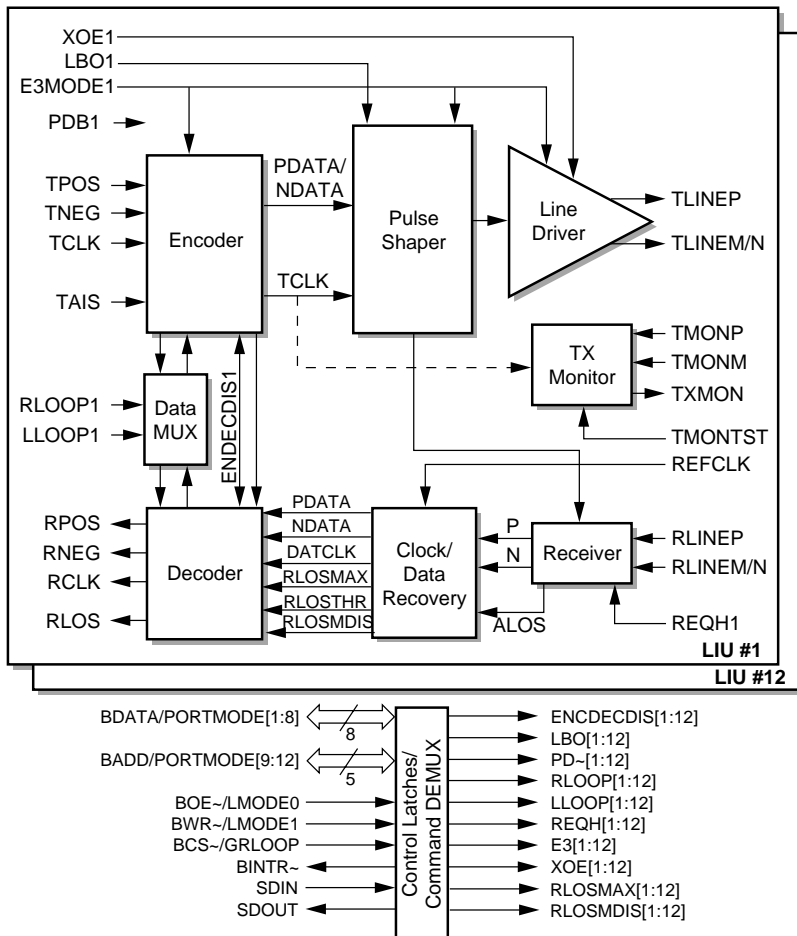 XOE1
LBO1
E3MODE1
PDB1
TPOS
TNEG
TCLK
TAIS
Encoder
PDATA/
NDATA
TCLK
Pulse
Shaper
Line
Driver
TLINEP
TLINEM/N
TX
Monitor
TMONP
TMONM
TXMON
TMONTST
REFCLK
RLOOP1
LLOOP1
Data
MUX
ENDECDIS1
RPOS
RNEG
RCLK
RLOS
Decoder
PDATA
NDATA
DATCLK
RLOSMAX
RLOSTHR
RLOSMDIS
Clock/
Data
Recovery
P
N
ALOS
Receiver
RLINEP
RLINEM/N
REQH1
LIU #1
LIU #12
BDATA/PORTMODE[1:8]
8
BADD/PORTMODE[9:12]
5
BOE~/LMODE0
BWR~/LMODE1
BCS~/GRLOOP
BINTR~
SDIN
SDOUT
Control Latches/
Command DEMUX
ENCDECDIS[1:12]
LBO[1:12]
PD~[1:12]
RLOOP[1:12]
LLOOP[1:12]
REQH[1:12]
E3[1:12]
XOE[1:12]
RLOSMAX[1:12]
RLOSMDIS[1:12]